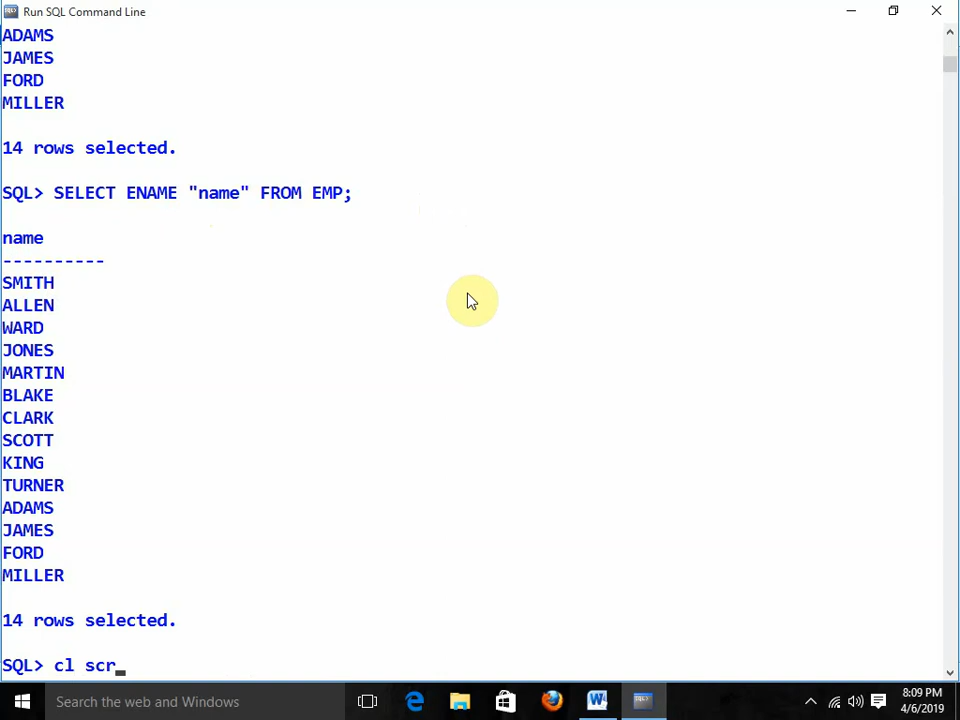 Run SQL Command Line
ADAMS
JAMES
FORD
MILLER
14 rows selected.
SQL> SELECT ENAME "name" FROM EMP;
name
----------
SMITH
ALLEN
WARD
JONES
MARTIN
BLAKE
CLARK
SCOTT
KING
TURNER
ADAMS
JAMES
FORD
MILLER
14 rows selected.
SQL> cl scr_
Search the web and Windows
8:09 PM
4/6/2019